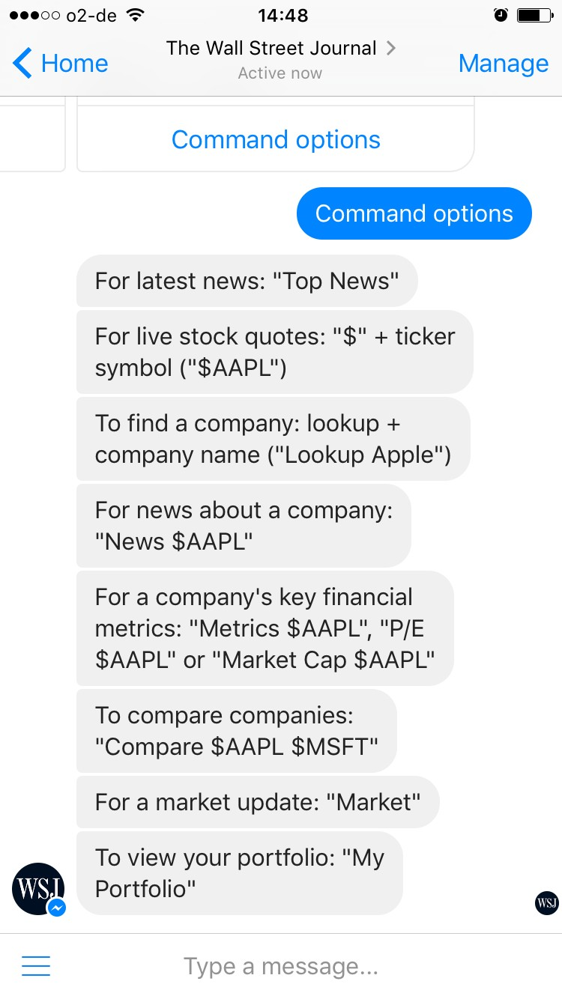 o2-de 14:48
Home The Wall Street Journal Manage
Active now
Command options
Command options
For latest news: "Top News"
For live stock quotes: "$" + ticker
symbol ("$AAPL")
To find a company: lookup +
company name ("Lookup Apple")
For news about a company:
"News $AAPL"
For a company's key financial
metrics: "Metrics $AAPL", "P/E
$AAPL" or "Market Cap $AAPL"
To compare companies:
"Compare $AAPL $MSFT"
For a market update: "Market"
To view your portfolio: "My
Portfolio"
WSJ
WSJ
Type a message...